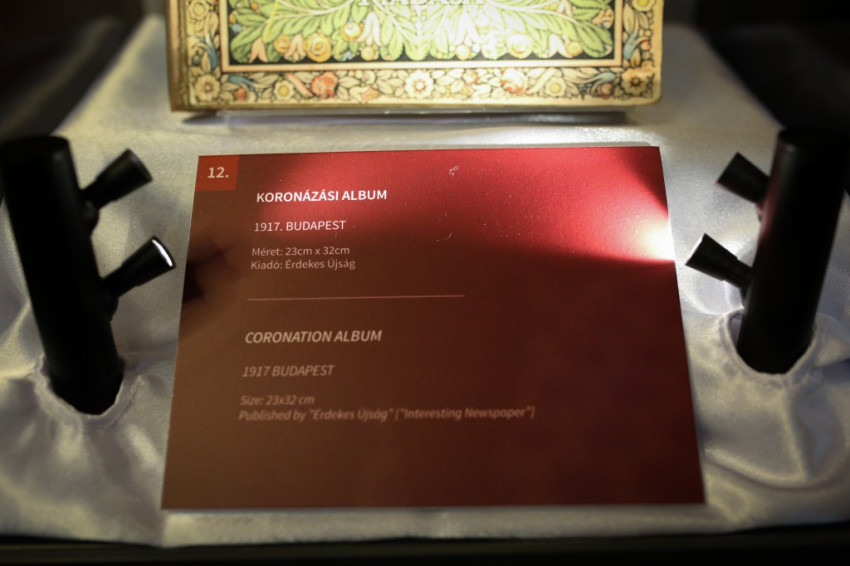 12.
KORONÁZÁSI ALBUM
1917. BUDAPEST
Méret: 23cm x 32cm
Kiadó: Érdekes Újság
CORONATION ALBUM
1917 BUDAPEST
Size: 23x32 cm
Published by "Érdekes Újság" ["Interesting Newspaper"]